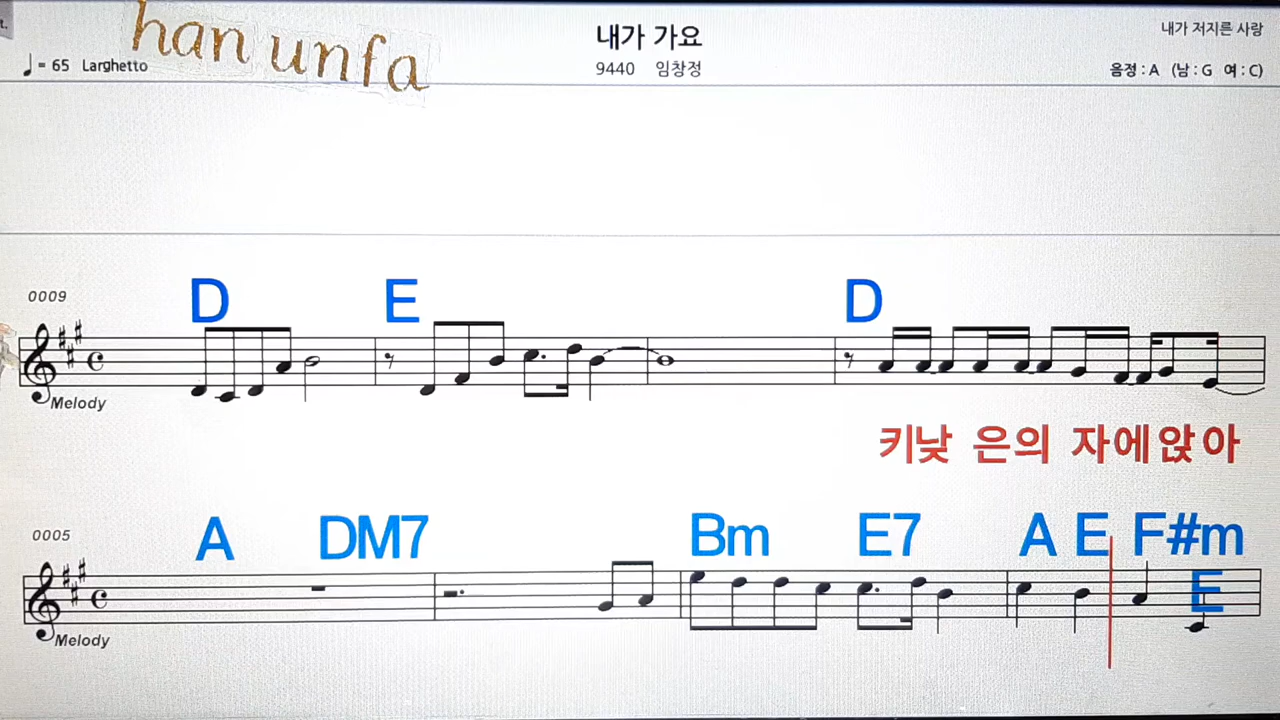 t.
han unfa
내가 가요
내가 저지른 사랑
♩ = 65 Larghetto
9440 임창정
음정 : A (남 : G 여 : C)
0009
D E D
Melody
키낮 은의 자에앉 아
0005
A DM7 Bm E7 A E F#m
E
Melody